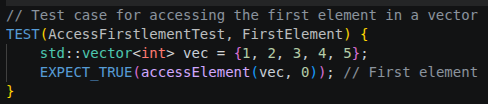 // Test case for accessing the first element in a vector
TEST(AccessFirstlementTest, FirstElement) {
    std::vector<int> vec = {1, 2, 3, 4, 5};
    EXPECT_TRUE(accessElement(vec, 0)); // First element
}